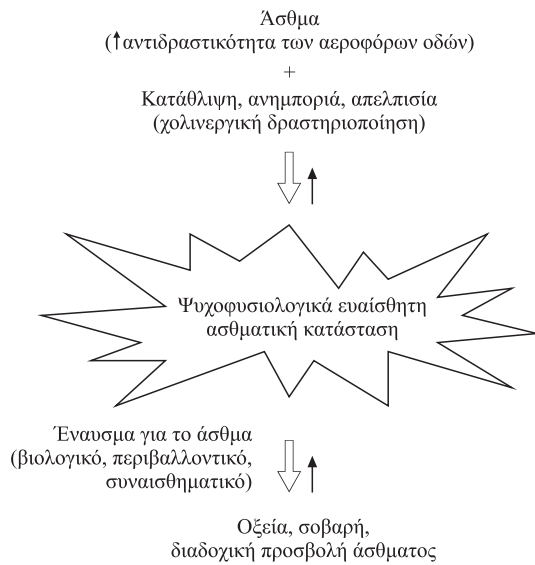 Άσθμα
(↑αντιδραστικότητα των αεροφόρων οδών)
+
Κατάθλιψη, ανημποριά, απελπισία
(χολινεργική δραστηριοποίηση)
Ψυχοφυσιολογικά ευαίσθητη
ασθματική κατάσταση
Έναυσμα για το άσθμα
(βιολογικό, περιβαλλοντικό,
συναισθηματικό)
Οξεία, σοβαρή,
διαδοχική προσβολή άσθματος